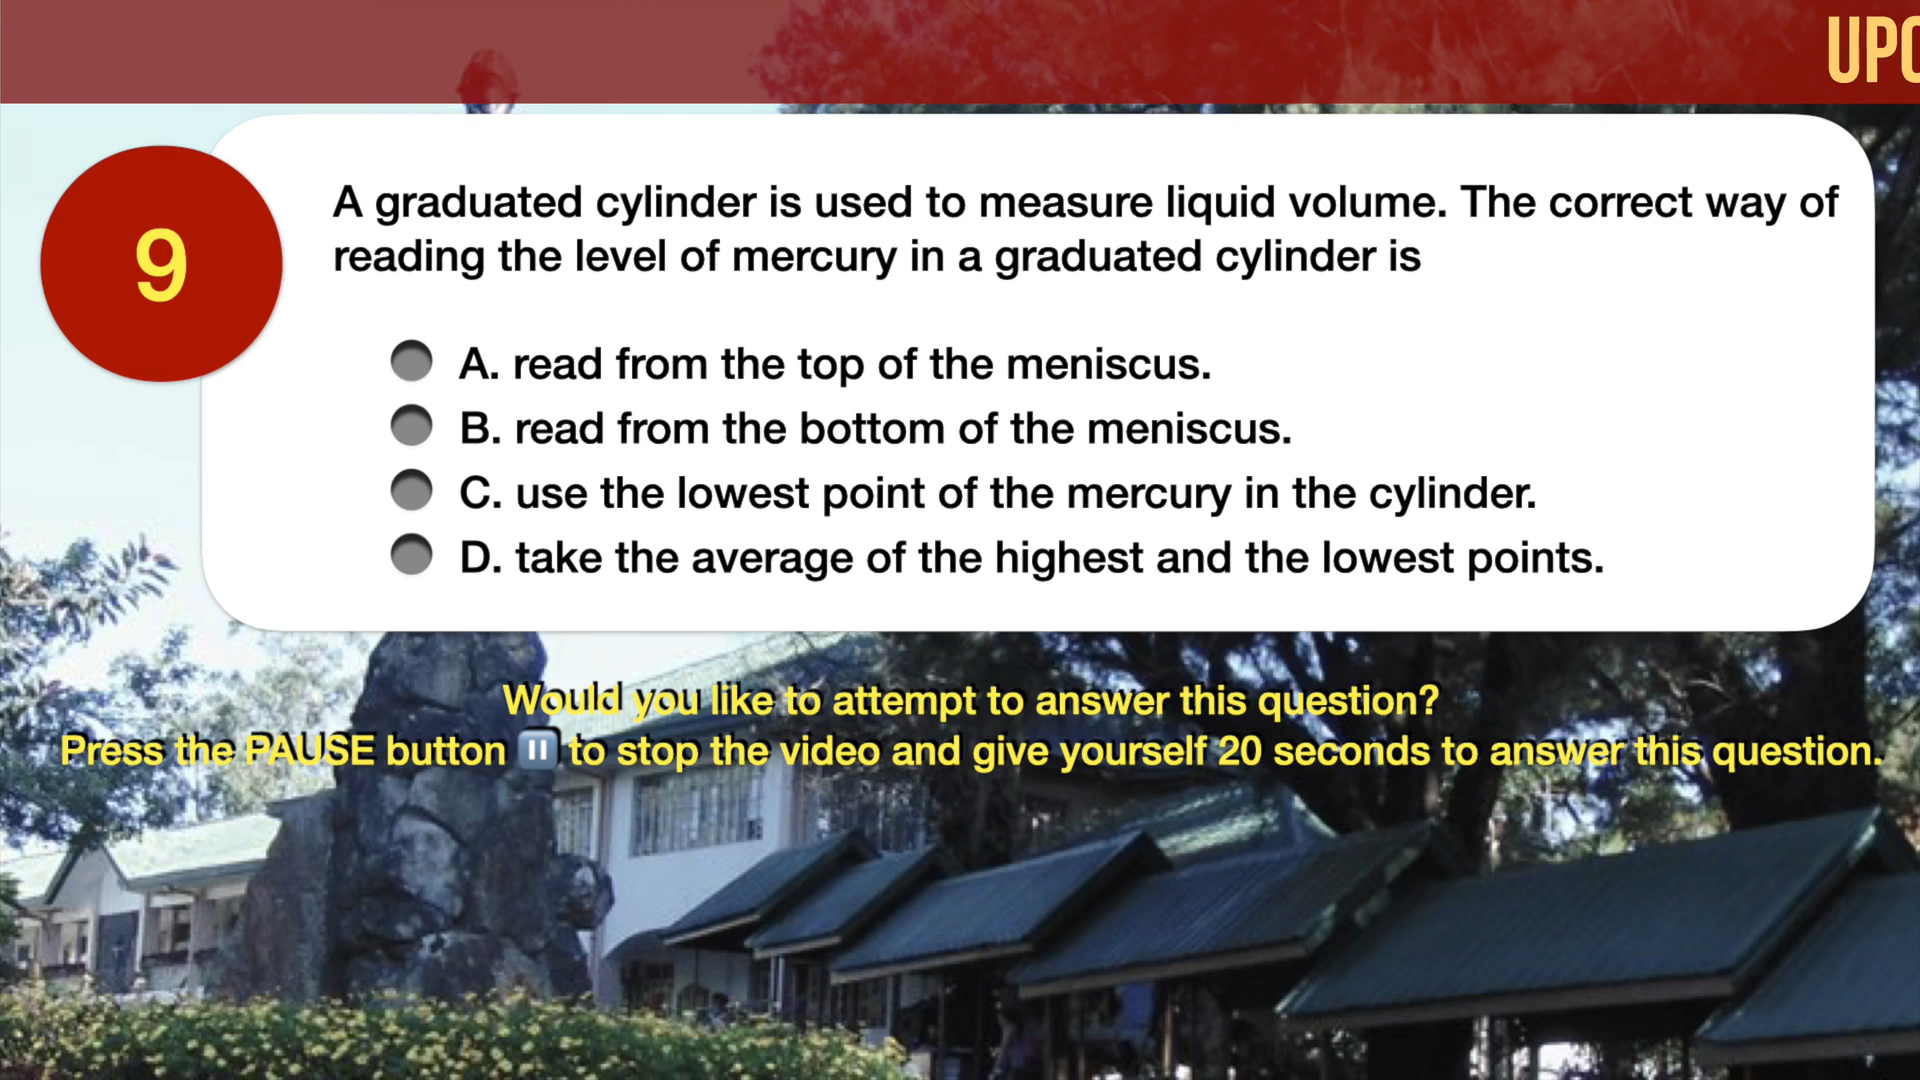 UPC
9
A graduated cylinder is used to measure liquid volume. The correct way of
reading the level of mercury in a graduated cylinder is
A. read from the top of the meniscus.
B. read from the bottom of the meniscus.
C. use the lowest point of the mercury in the cylinder.
D. take the average of the highest and the lowest points.
Would you like to attempt to answer this question?
Press the PAUSE button ⏸ to stop the video and give yourself 20 seconds to answer this question.